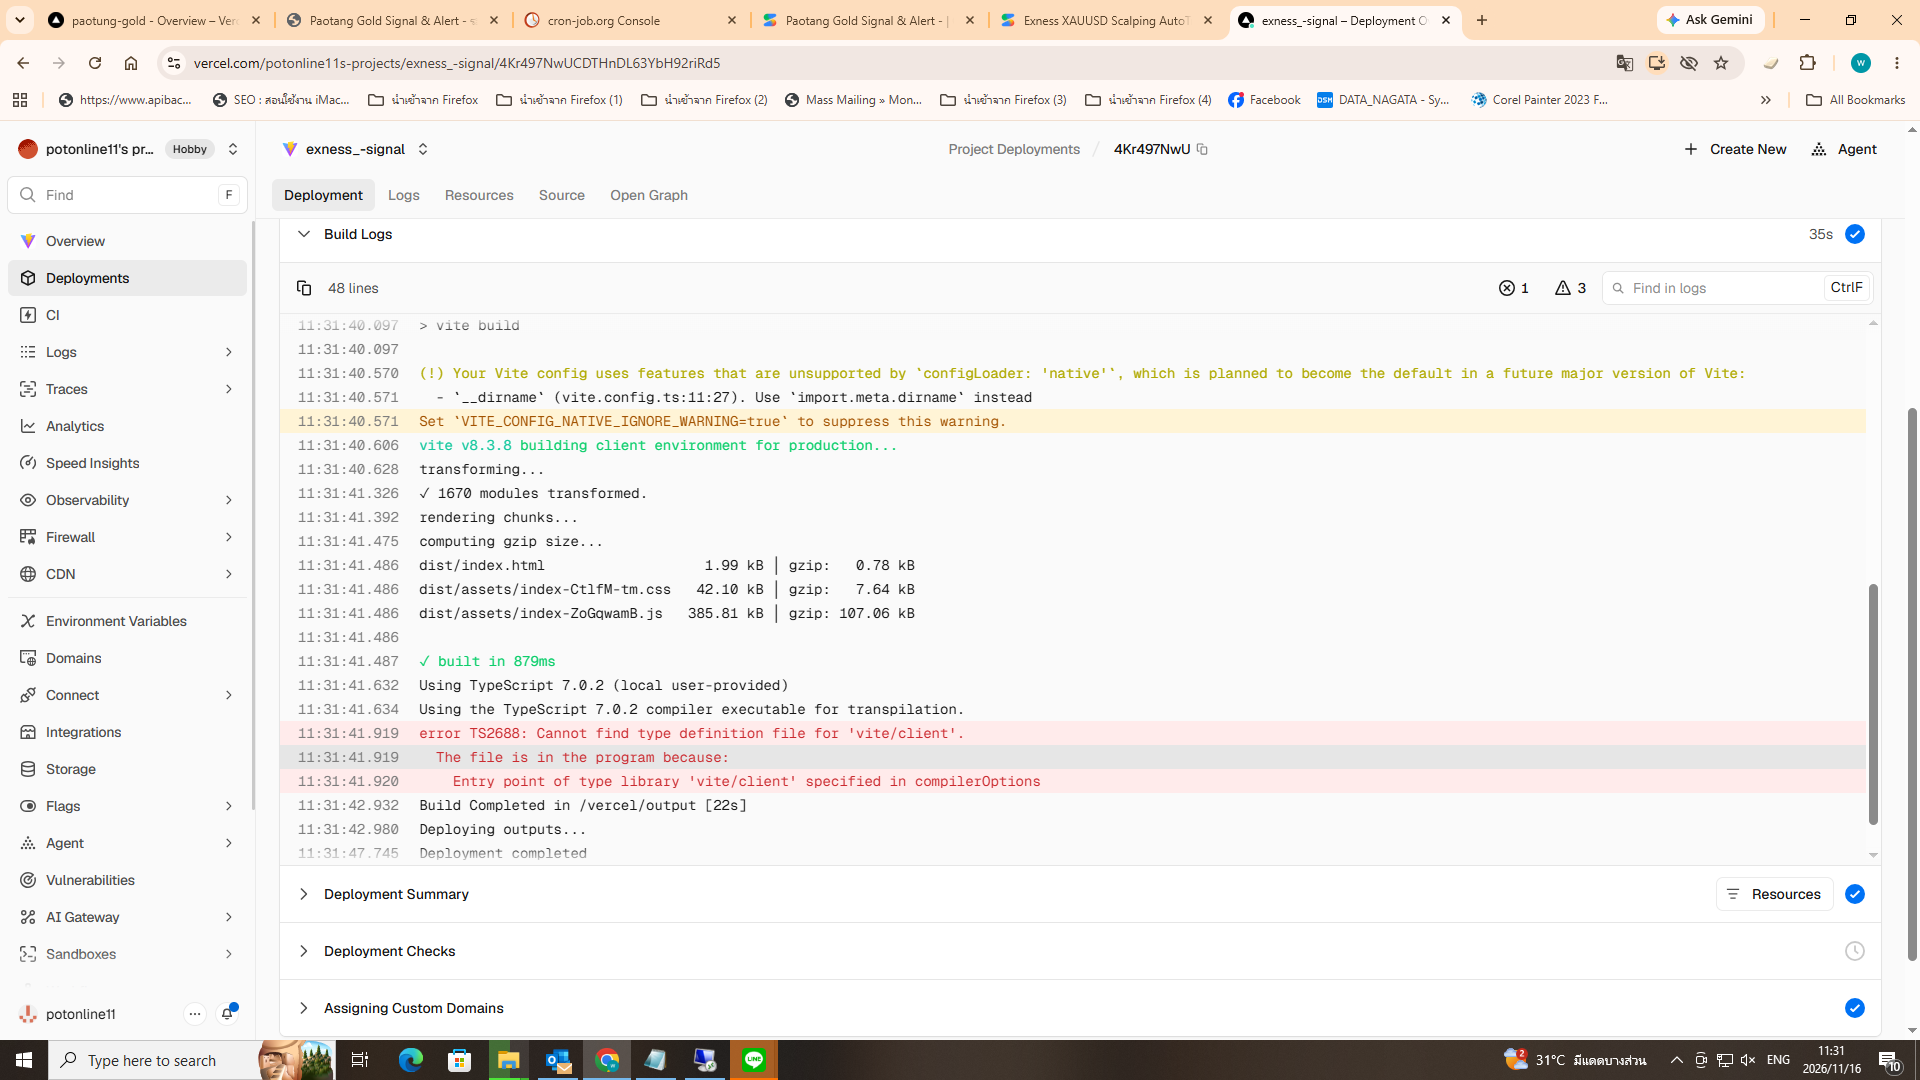 paotung-gold - Overview – Ver
Paotang Gold Signal & Alert - ร
cron-job.org Console
Paotang Gold Signal & Alert - |
Exness XAUUSD Scalping AutoT
exness_-signal – Deployment O
Ask Gemini
vercel.com/potonline11s-projects/exness_-signal/4Kr497NwUCDTHnDL63YbH92riRd5
W
https://www.apibac...
SEO : สอนใช้งาน iMac...
นำเข้าจาก Firefox
นำเข้าจาก Firefox (1)
นำเข้าจาก Firefox (2)
Mass Mailing » Mon...
นำเข้าจาก Firefox (3)
นำเข้าจาก Firefox (4)
Facebook
DSM
DATA_NAGATA - Sy...
Corel Painter 2023 F...
All Bookmarks
potonline11's pr...
Hobby
exness_-signal
Project Deployments / 4Kr497NwU
Create New
Agent
Find
F
Deployment
Logs
Resources
Source
Open Graph
Overview
Deployments
CI
Logs
Traces
Analytics
Speed Insights
Observability
Firewall
CDN
Environment Variables
Domains
Connect
Integrations
Storage
Flags
Agent
Vulnerabilities
AI Gateway
Sandboxes
potonline11
Build Logs
35s
48 lines
1
3
Find in logs
CtrlF
11:31:40.097 > vite build
11:31:40.097
11:31:40.570 (!) Your Vite config uses features that are unsupported by `configLoader: 'native'`, which is planned to become the default in a future major version of Vite:
11:31:40.571 - `__dirname` (vite.config.ts:11:27). Use `import.meta.dirname` instead
11:31:40.571 Set `VITE_CONFIG_NATIVE_IGNORE_WARNING=true` to suppress this warning.
11:31:40.606 vite v8.3.8 building client environment for production...
11:31:40.628 transforming...
11:31:41.326 ✓ 1670 modules transformed.
11:31:41.392 rendering chunks...
11:31:41.475 computing gzip size...
11:31:41.486 dist/index.html 1.99 kB │ gzip: 0.78 kB
11:31:41.486 dist/assets/index-CtlfM-tm.css 42.10 kB │ gzip: 7.64 kB
11:31:41.486 dist/assets/index-ZoGqwamB.js 385.81 kB │ gzip: 107.06 kB
11:31:41.486
11:31:41.487 ✓ built in 879ms
11:31:41.632 Using TypeScript 7.0.2 (local user-provided)
11:31:41.634 Using the TypeScript 7.0.2 compiler executable for transpilation.
11:31:41.919 error TS2688: Cannot find type definition file for 'vite/client'.
11:31:41.919 The file is in the program because:
11:31:41.920 Entry point of type library 'vite/client' specified in compilerOptions
11:31:42.932 Build Completed in /vercel/output [22s]
11:31:42.980 Deploying outputs...
11:31:47.745 Deployment completed
Deployment Summary
Resources
Deployment Checks
Assigning Custom Domains
Type here to search
LINE
2
31°C มีแดดบางส่วน
ENG
11:31
2026/11/16
10